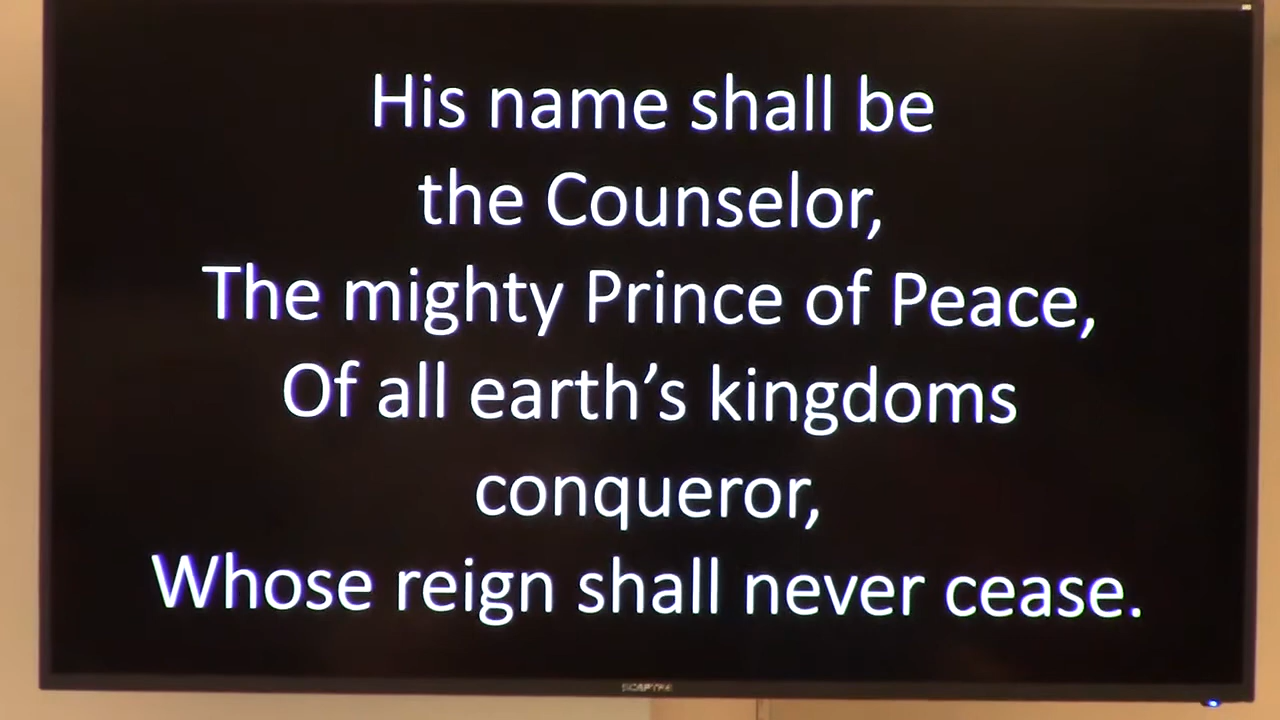 His name shall be
the Counselor,
The mighty Prince of Peace,
Of all earth’s kingdoms
conqueror,
Whose reign shall never cease.
SCEPTRE